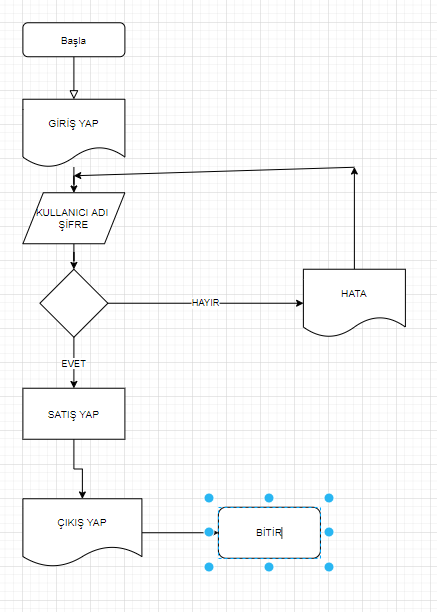 Başla
GİRİŞ YAP
KULLANICI ADI
ŞİFRE
HAYIR
HATA
EVET
SATIŞ YAP
ÇIKIŞ YAP
BİTİR